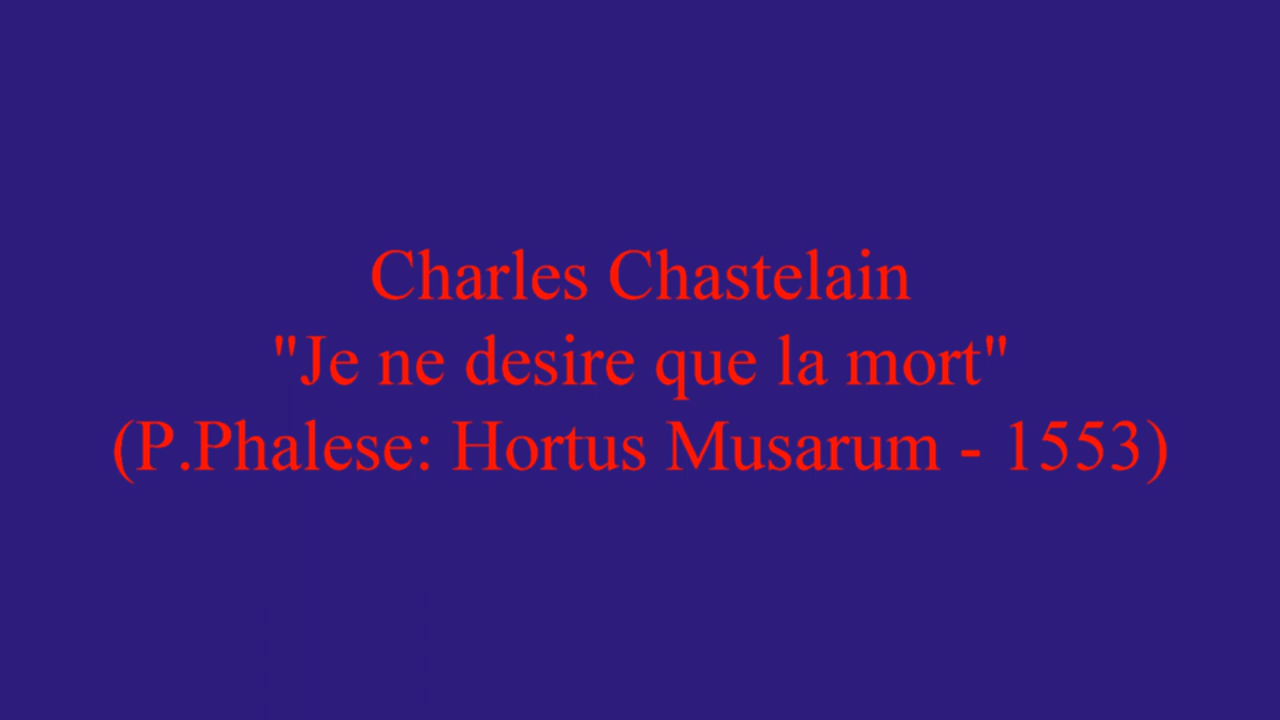 Charles Chastelain
"Je ne desire que la mort"
(P.Phalese: Hortus Musarum - 1553)